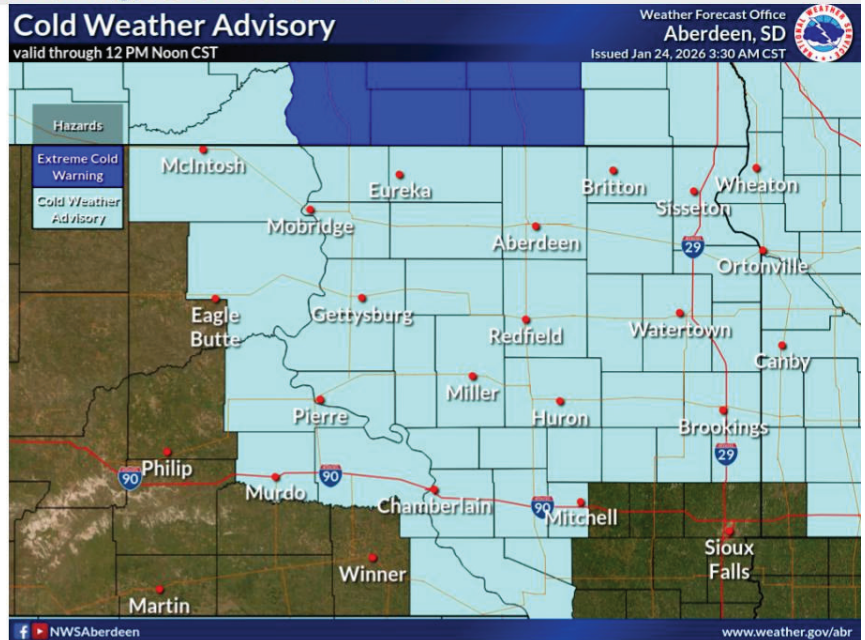 Cold Weather Advisory
valid through 12 PM Noon CST
Weather Forecast Office
Aberdeen, SD
Issued Jan 24, 2026 3:30 AM CST
NATIONAL WEATHER SERVICE
Hazards
Extreme Cold
Warning
Cold Weather
Advisory
McIntosh
Eureka
Britton
Wheaton
Sisseton
Mobridge
Aberdeen
29
Ortonville
Eagle
Butte
Gettysburg
Redfield
Watertown
Canby
Miller
Pierre
Huron
Brookings
Philip
90
Murdo
90
29
Chamberlain
90
Mitchell
Sioux
Falls
Winner
Martin
NWSAberdeen
www.weather.gov/abr